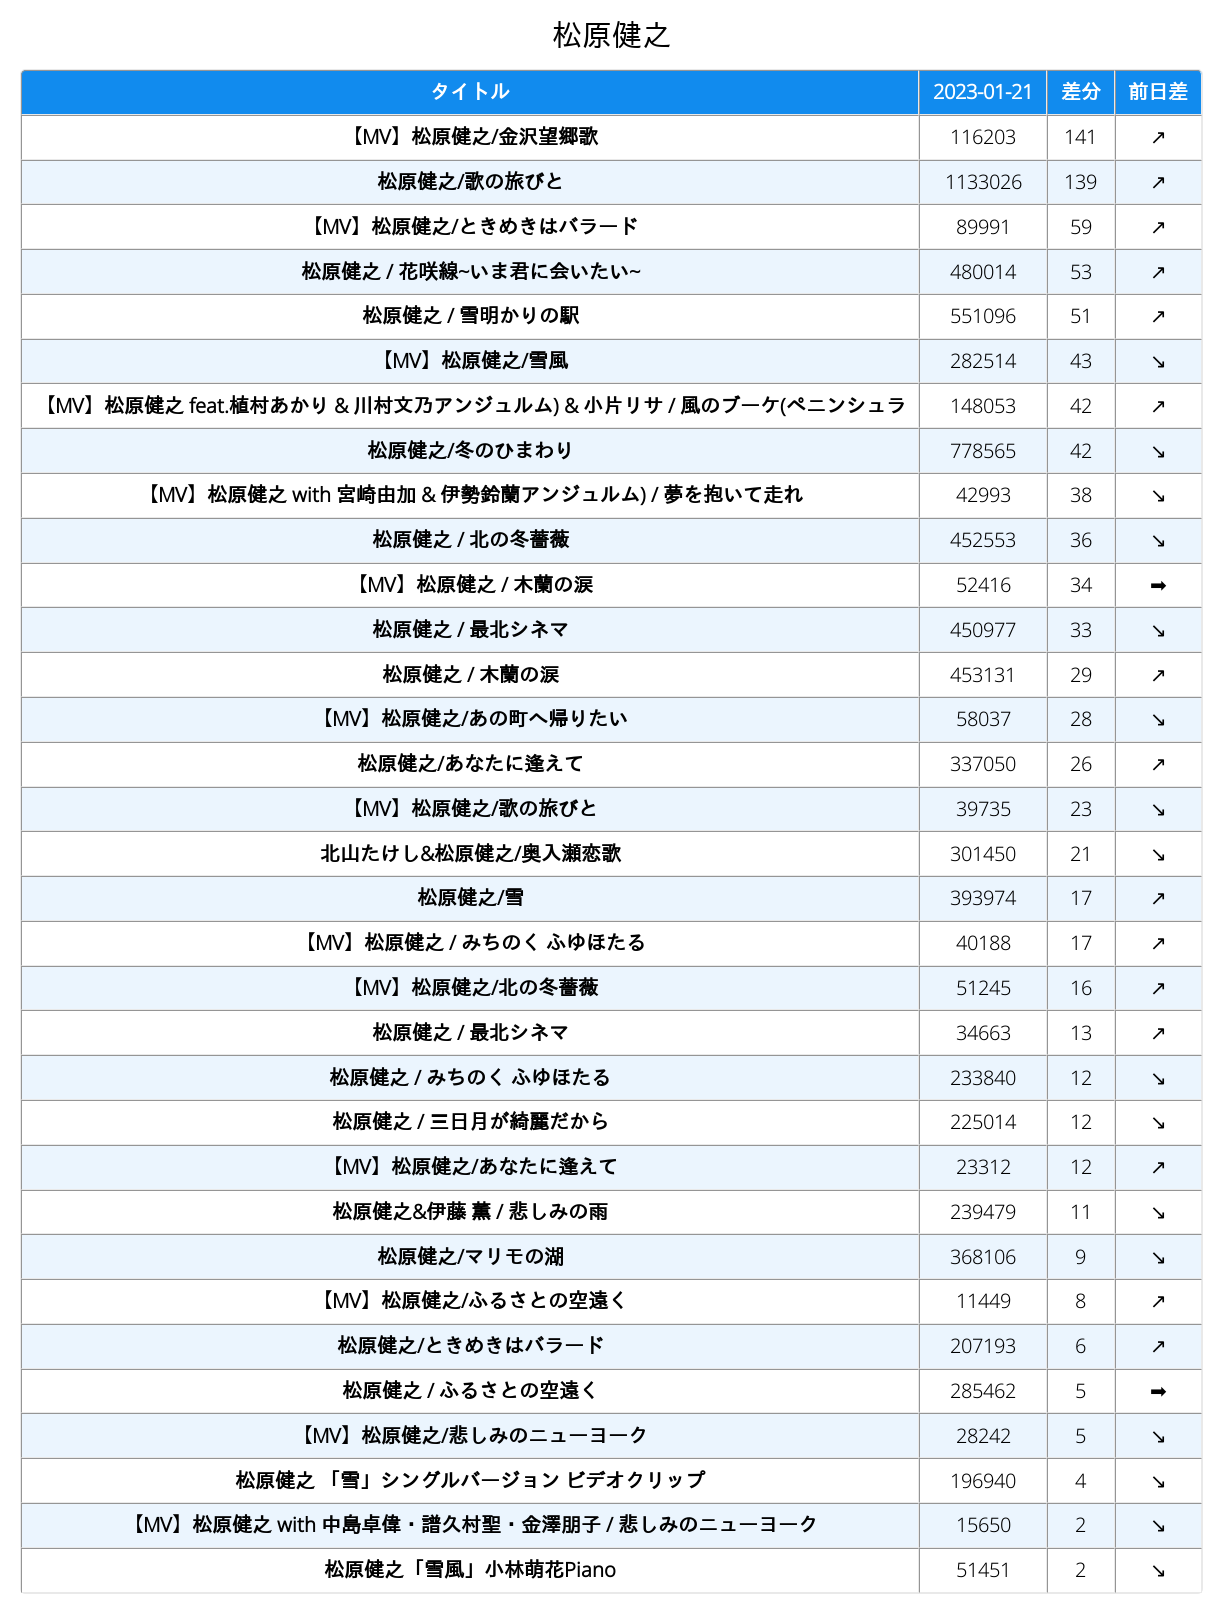 松原健之
タイトル 2023-01-21 差分 前日差
【MV】松原健之/金沢望郷歌 116203 141 ↗
松原健之/歌の旅びと 1133026 139 ↗
【MV】松原健之/ときめきはバラード 89991 59 ↗
松原健之 / 花咲線~いま君に会いたい~ 480014 53 ↗
松原健之 / 雪明かりの駅 551096 51 ↗
【MV】松原健之/雪風 282514 43 ↘
【MV】松原健之 feat.植村あかり & 川村文乃アンジュルム) & 小片リサ / 風のブーケ(ペニンシュラ 148053 42 ↗
松原健之/冬のひまわり 778565 42 ↘
【MV】松原健之 with 宮崎由加 & 伊勢鈴蘭アンジュルム) / 夢を抱いて走れ 42993 38 ↘
松原健之 / 北の冬薔薇 452553 36 ↘
【MV】松原健之 / 木蘭の涙 52416 34 ➡
松原健之 / 最北シネマ 450977 33 ↘
松原健之 / 木蘭の涙 453131 29 ↗
【MV】松原健之/あの町へ帰りたい 58037 28 ↘
松原健之/あなたに逢えて 337050 26 ↗
【MV】松原健之/歌の旅びと 39735 23 ↘
北山たけし&松原健之/奥入瀬恋歌 301450 21 ↘
松原健之/雪 393974 17 ↗
【MV】松原健之 / みちのく ふゆほたる 40188 17 ↗
【MV】松原健之/北の冬薔薇 51245 16 ↗
松原健之 / 最北シネマ 34663 13 ↗
松原健之 / みちのく ふゆほたる 233840 12 ↘
松原健之 / 三日月が綺麗だから 225014 12 ↘
【MV】松原健之/あなたに逢えて 23312 12 ↗
松原健之&伊藤 薫 / 悲しみの雨 239479 11 ↘
松原健之/マリモの湖 368106 9 ↘
【MV】松原健之/ふるさとの空遠く 11449 8 ↗
松原健之/ときめきはバラード 207193 6 ↗
松原健之 / ふるさとの空遠く 285462 5 ➡
【MV】松原健之/悲しみのニューヨーク 28242 5 ↘
松原健之 「雪」シングルバージョン ビデオクリップ 196940 4 ↘
【MV】松原健之 with 中島卓偉・譜久村聖・金澤朋子 / 悲しみのニューヨーク 15650 2 ↘
松原健之「雪風」小林萌花Piano 51451 2 ↘